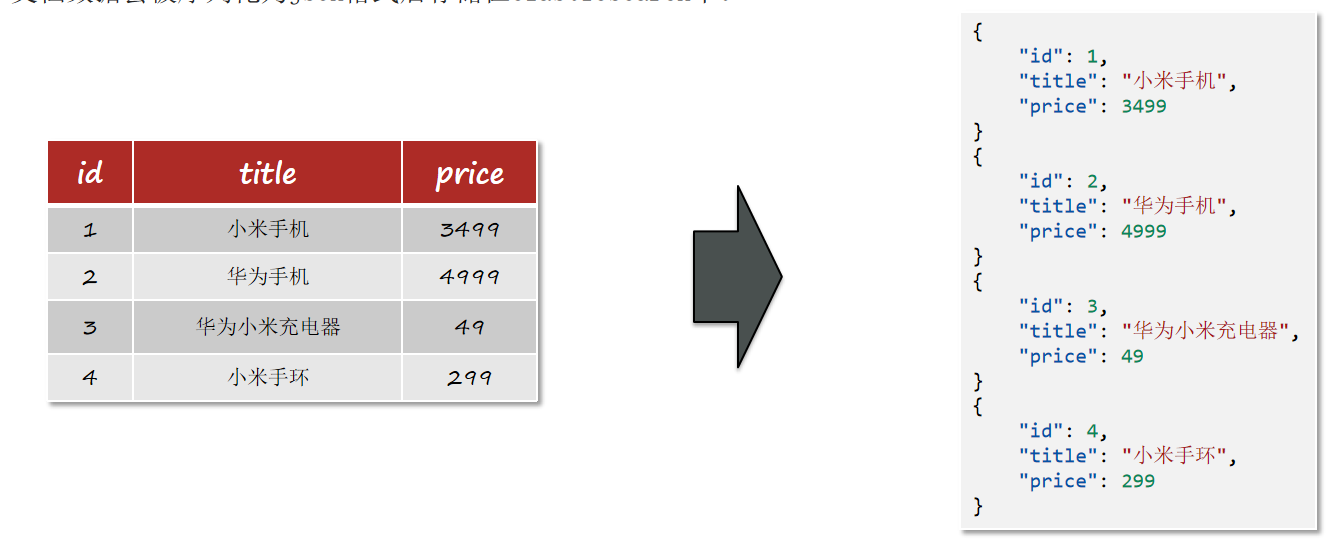 id title price
1 小米手机 3499
2 华为手机 4999
3 华为小米充电器 49
4 小米手环 299
{
"id": 1,
"title": "小米手机",
"price": 3499
}
{
"id": 2,
"title": "华为手机",
"price": 4999
}
{
"id": 3,
"title": "华为小米充电器",
"price": 49
}
{
"id": 4,
"title": "小米手环",
"price": 299
}